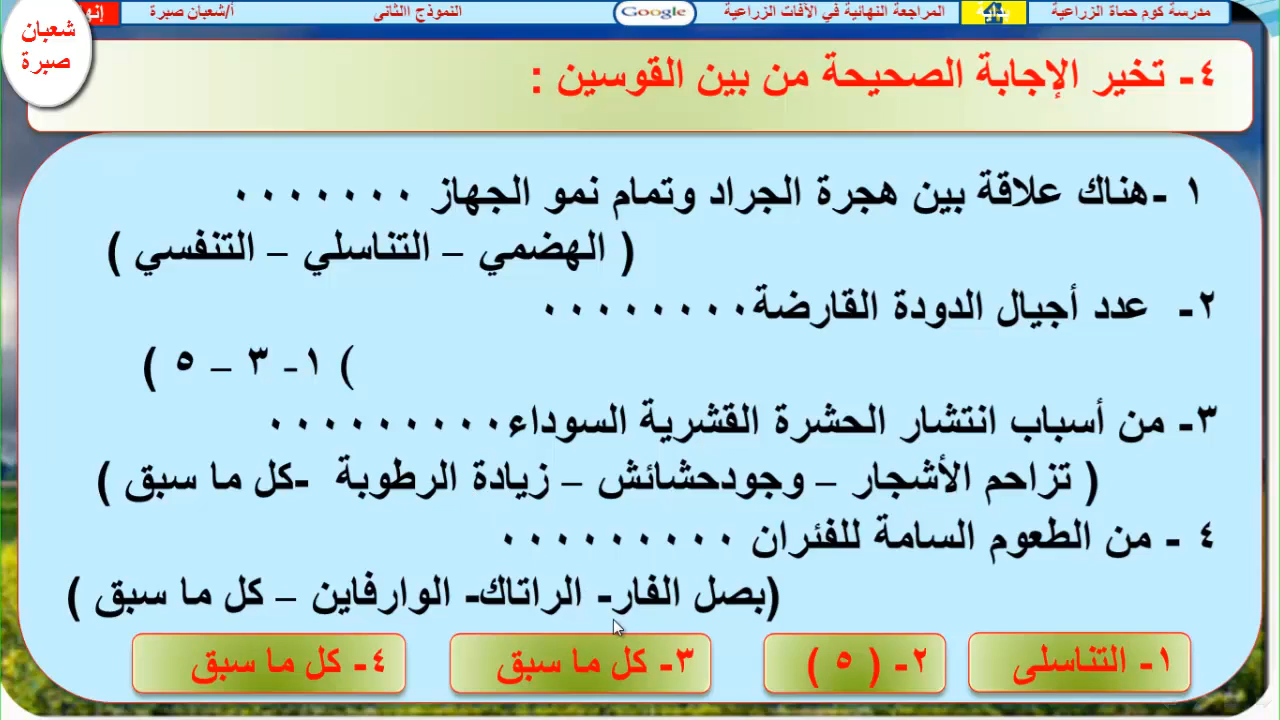 مدرسة كوم حماة الزراعية
بداية
المراجعة النهائية في الآفات الزراعية
Google
النموذج الثانى
أ/شعبان صبرة
شعبان
صبرة
٤- تخير الإجابة الصحيحة من بين القوسين :
١ -هناك علاقة بين هجرة الجراد وتمام نمو الجهاز ٠٠٠٠٠٠٠
( الهضمي – التناسلي – التنفسي )
٢- عدد أجيال الدودة القارضة٠٠٠٠٠٠٠٠
( ١- ٣ – ٥ )
٣- من أسباب انتشار الحشرة القشرية السوداء٠٠٠٠٠٠٠٠٠
( تزاحم الأشجار – وجودحشائش – زيادة الرطوبة -كل ما سبق )
٤ - من الطعوم السامة للفئران ٠٠٠٠٠٠٠٠٠
(بصل الفار- الراتاك- الوارفاين – كل ما سبق )
١- التناسلى
٢- ( ٥ )
٣- كل ما سبق
٤- كل ما سبق